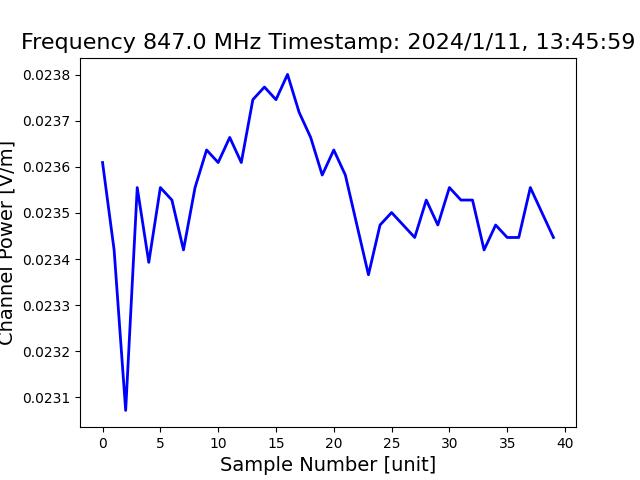 Frequency 847.0 MHz Timestamp: 2024/1/11, 13:45:59
Channel Power [V/m]
0.0238
0.0237
0.0236
0.0235
0.0234
0.0233
0.0232
0.0231
0 5 10 15 20 25 30 35 40
Sample Number [unit]